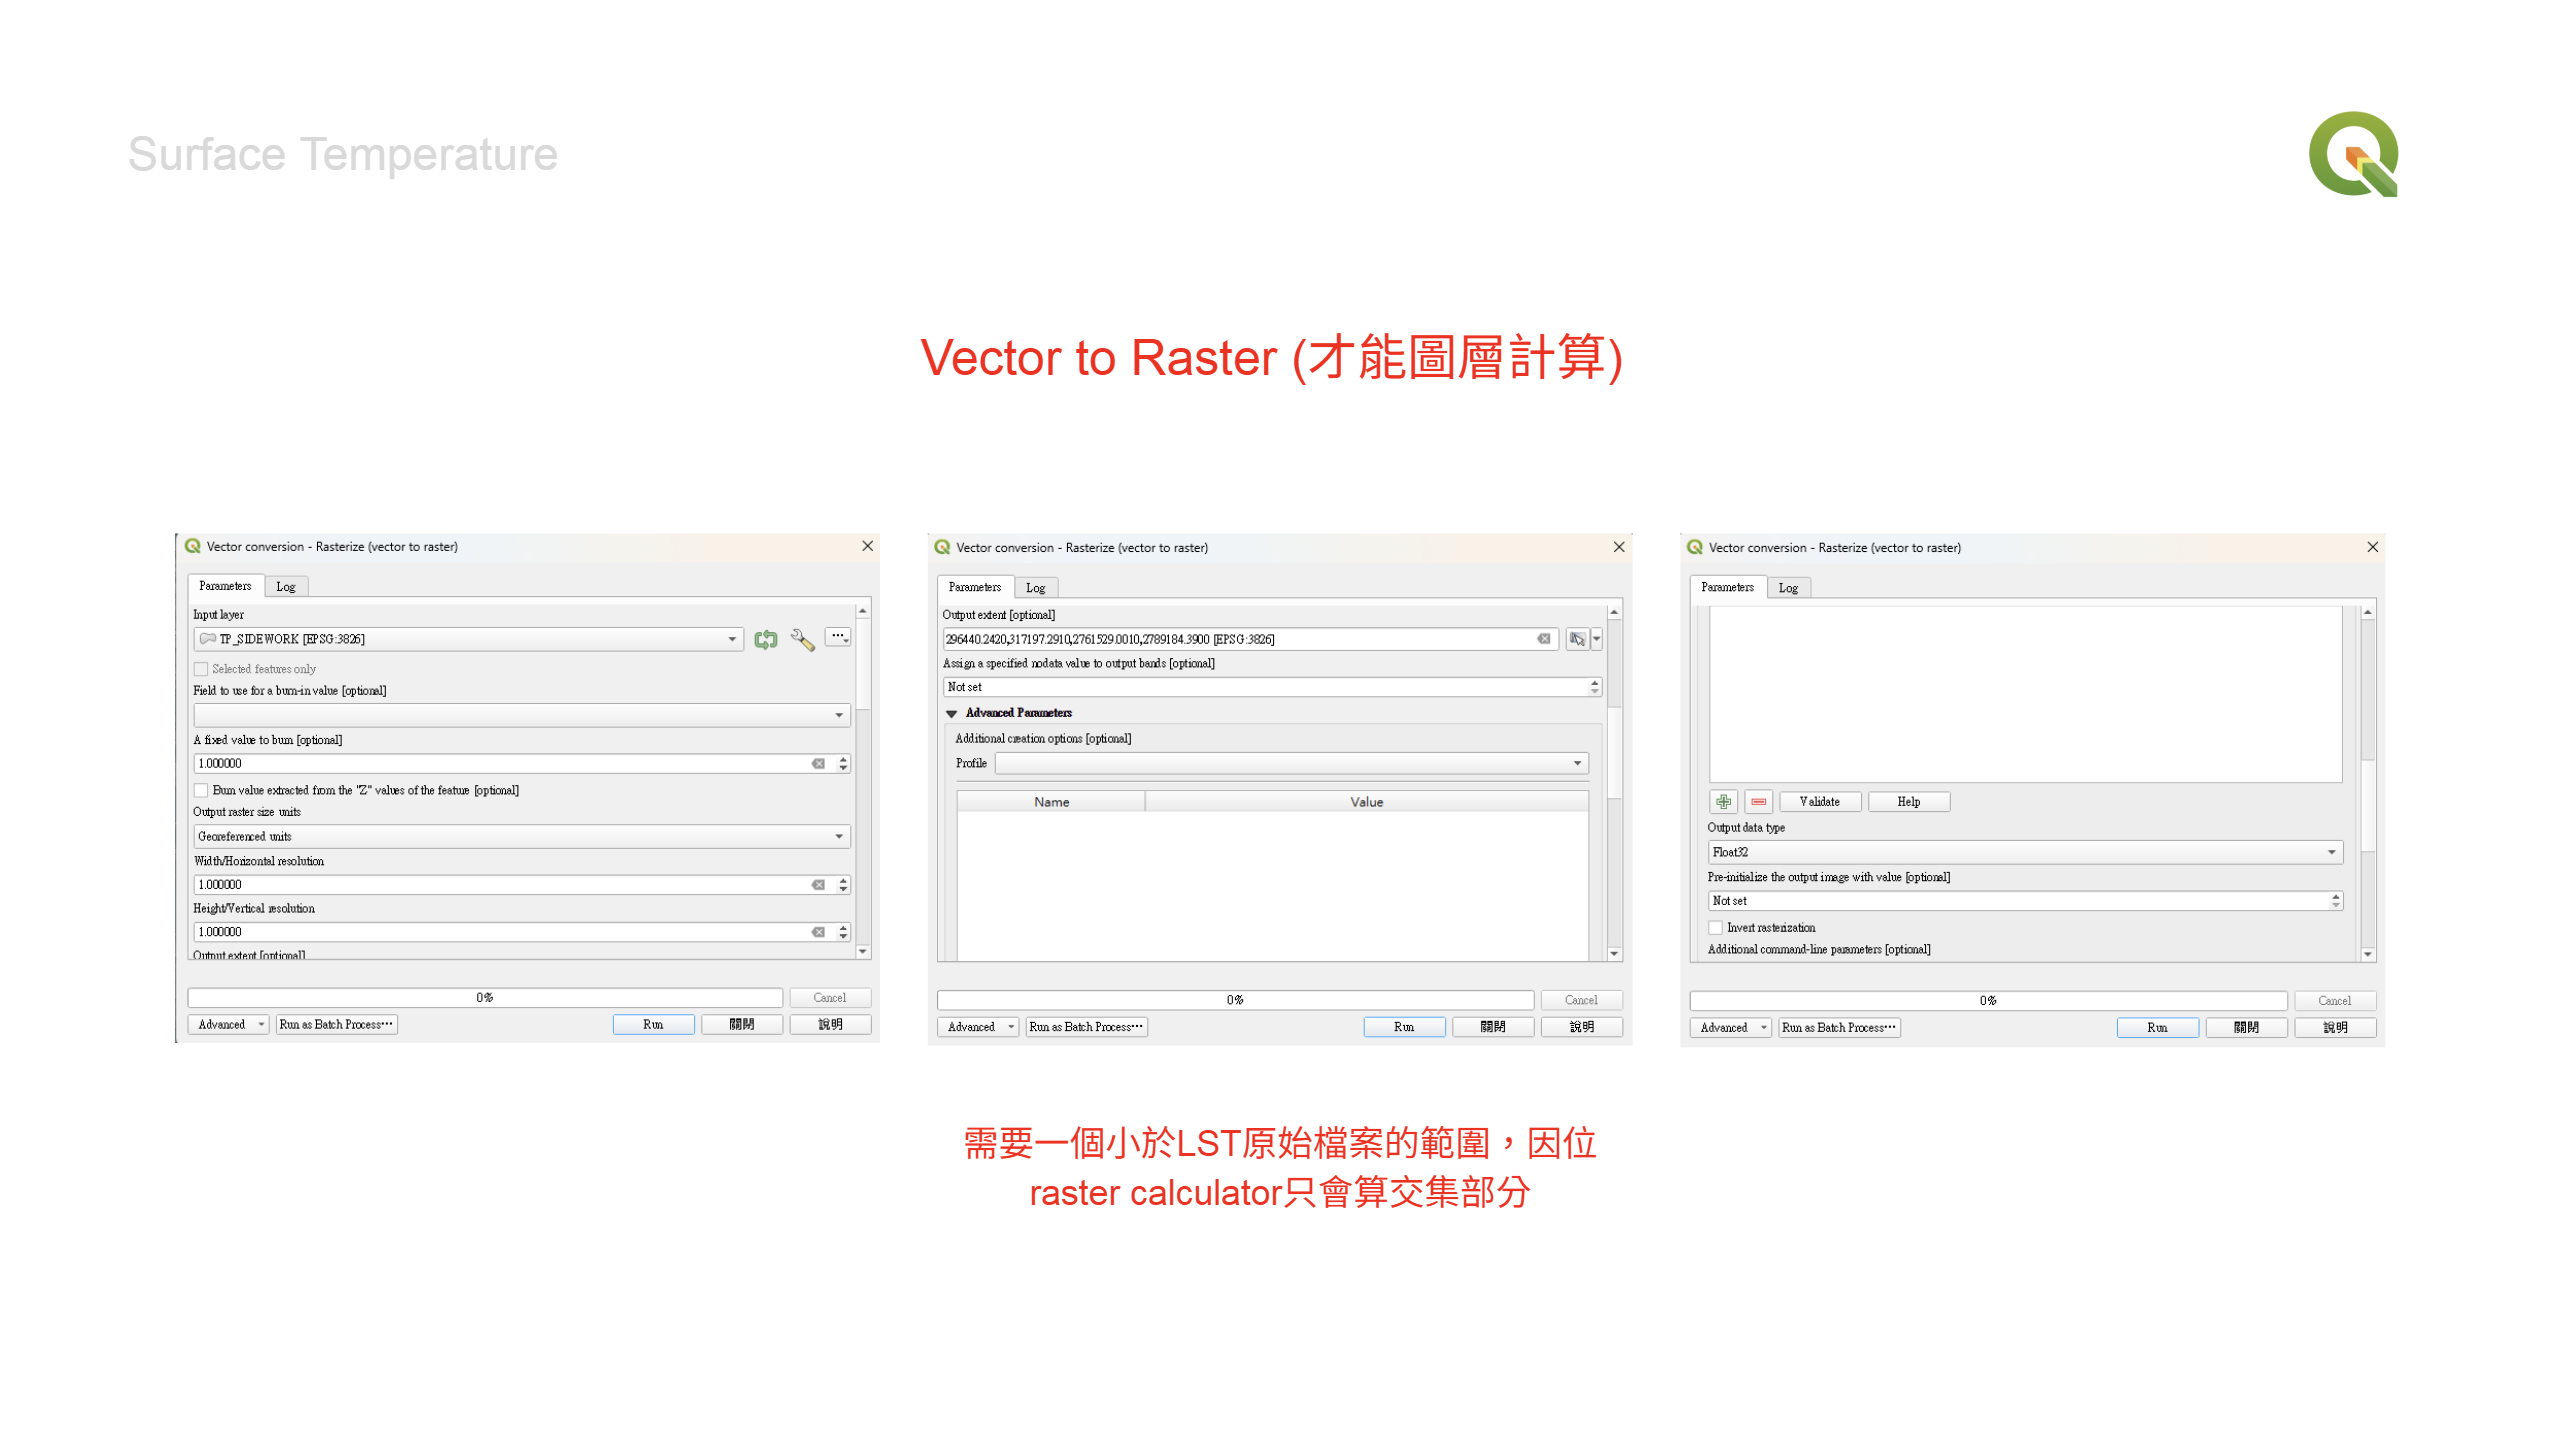 Surface Temperature
Vector to Raster (才能圖層計算)
Vector conversion - Rasterize (vector to raster)
Parameters Log
Input layer
TP_SIDEWORK [EPSG:3826]
...
Selected features only
Field to use for a burn-in value [optional]
A fixed value to burn [optional]
1.000000
Burn value extracted from the "Z" values of the feature [optional]
Output raster size units
Georeferenced units
Width/Horizontal resolution
1.000000
Height/Vertical resolution
1.000000
Output extent [optional]
0% Cancel
Advanced Run as Batch Process⋯ Run 關閉 說明
Vector conversion - Rasterize (vector to raster)
Parameters Log
Output extent [optional]
296440.2420,317197.2910,2761529.0010,2789184.3900 [EPSG:3826]
Assign a specified nodata value to output bands [optional]
Not set
Advanced Parameters
Additional creation options [optional]
Profile
Name Value
0% Cancel
Advanced Run as Batch Process⋯ Run 關閉 說明
Vector conversion - Rasterize (vector to raster)
Parameters Log
Validate Help
Output data type
Float32
Pre-initialize the output image with value [optional]
Not set
Invert rasterization
Additional command-line parameters [optional]
0% Cancel
Advanced Run as Batch Process⋯ Run 關閉 說明
需要一個小於LST原始檔案的範圍，因位
raster calculator只會算交集部分